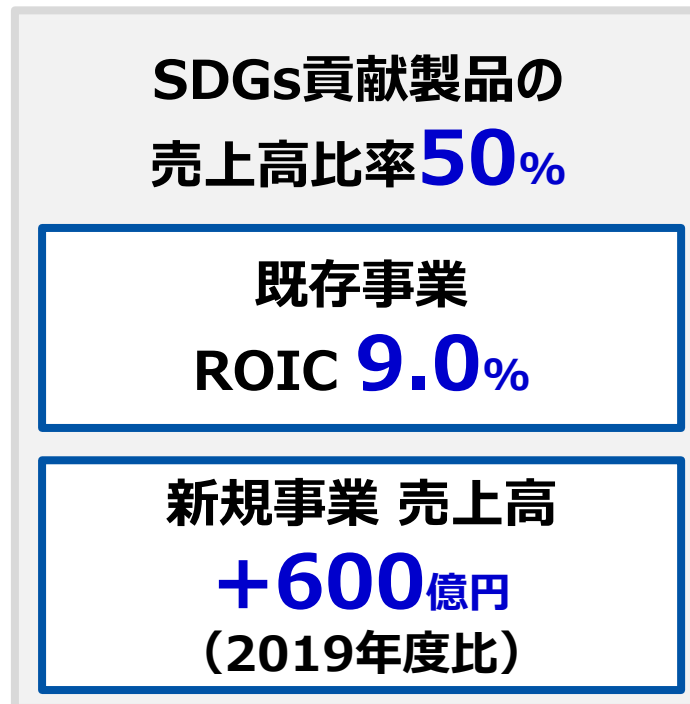 SDGs貢献製品の
売上高比率50%
既存事業
ROIC 9.0%
新規事業 売上高
+600億円
（2019年度比）